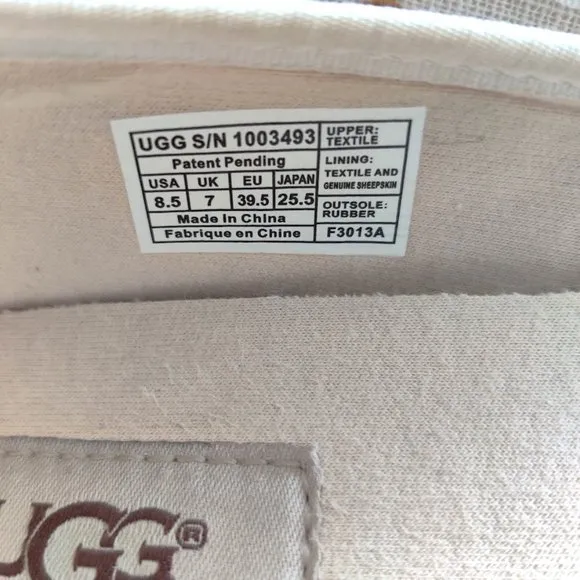 UGG S/N 1003493
Patent Pending
USA UK EU JAPAN
8.5 7 39.5 25.5
Made In China
Fabrique en Chine
UPPER:
TEXTILE
LINING:
TEXTILE AND
GENUINE SHEEPSKIN
OUTSOLE:
RUBBER
F3013A
UGG®